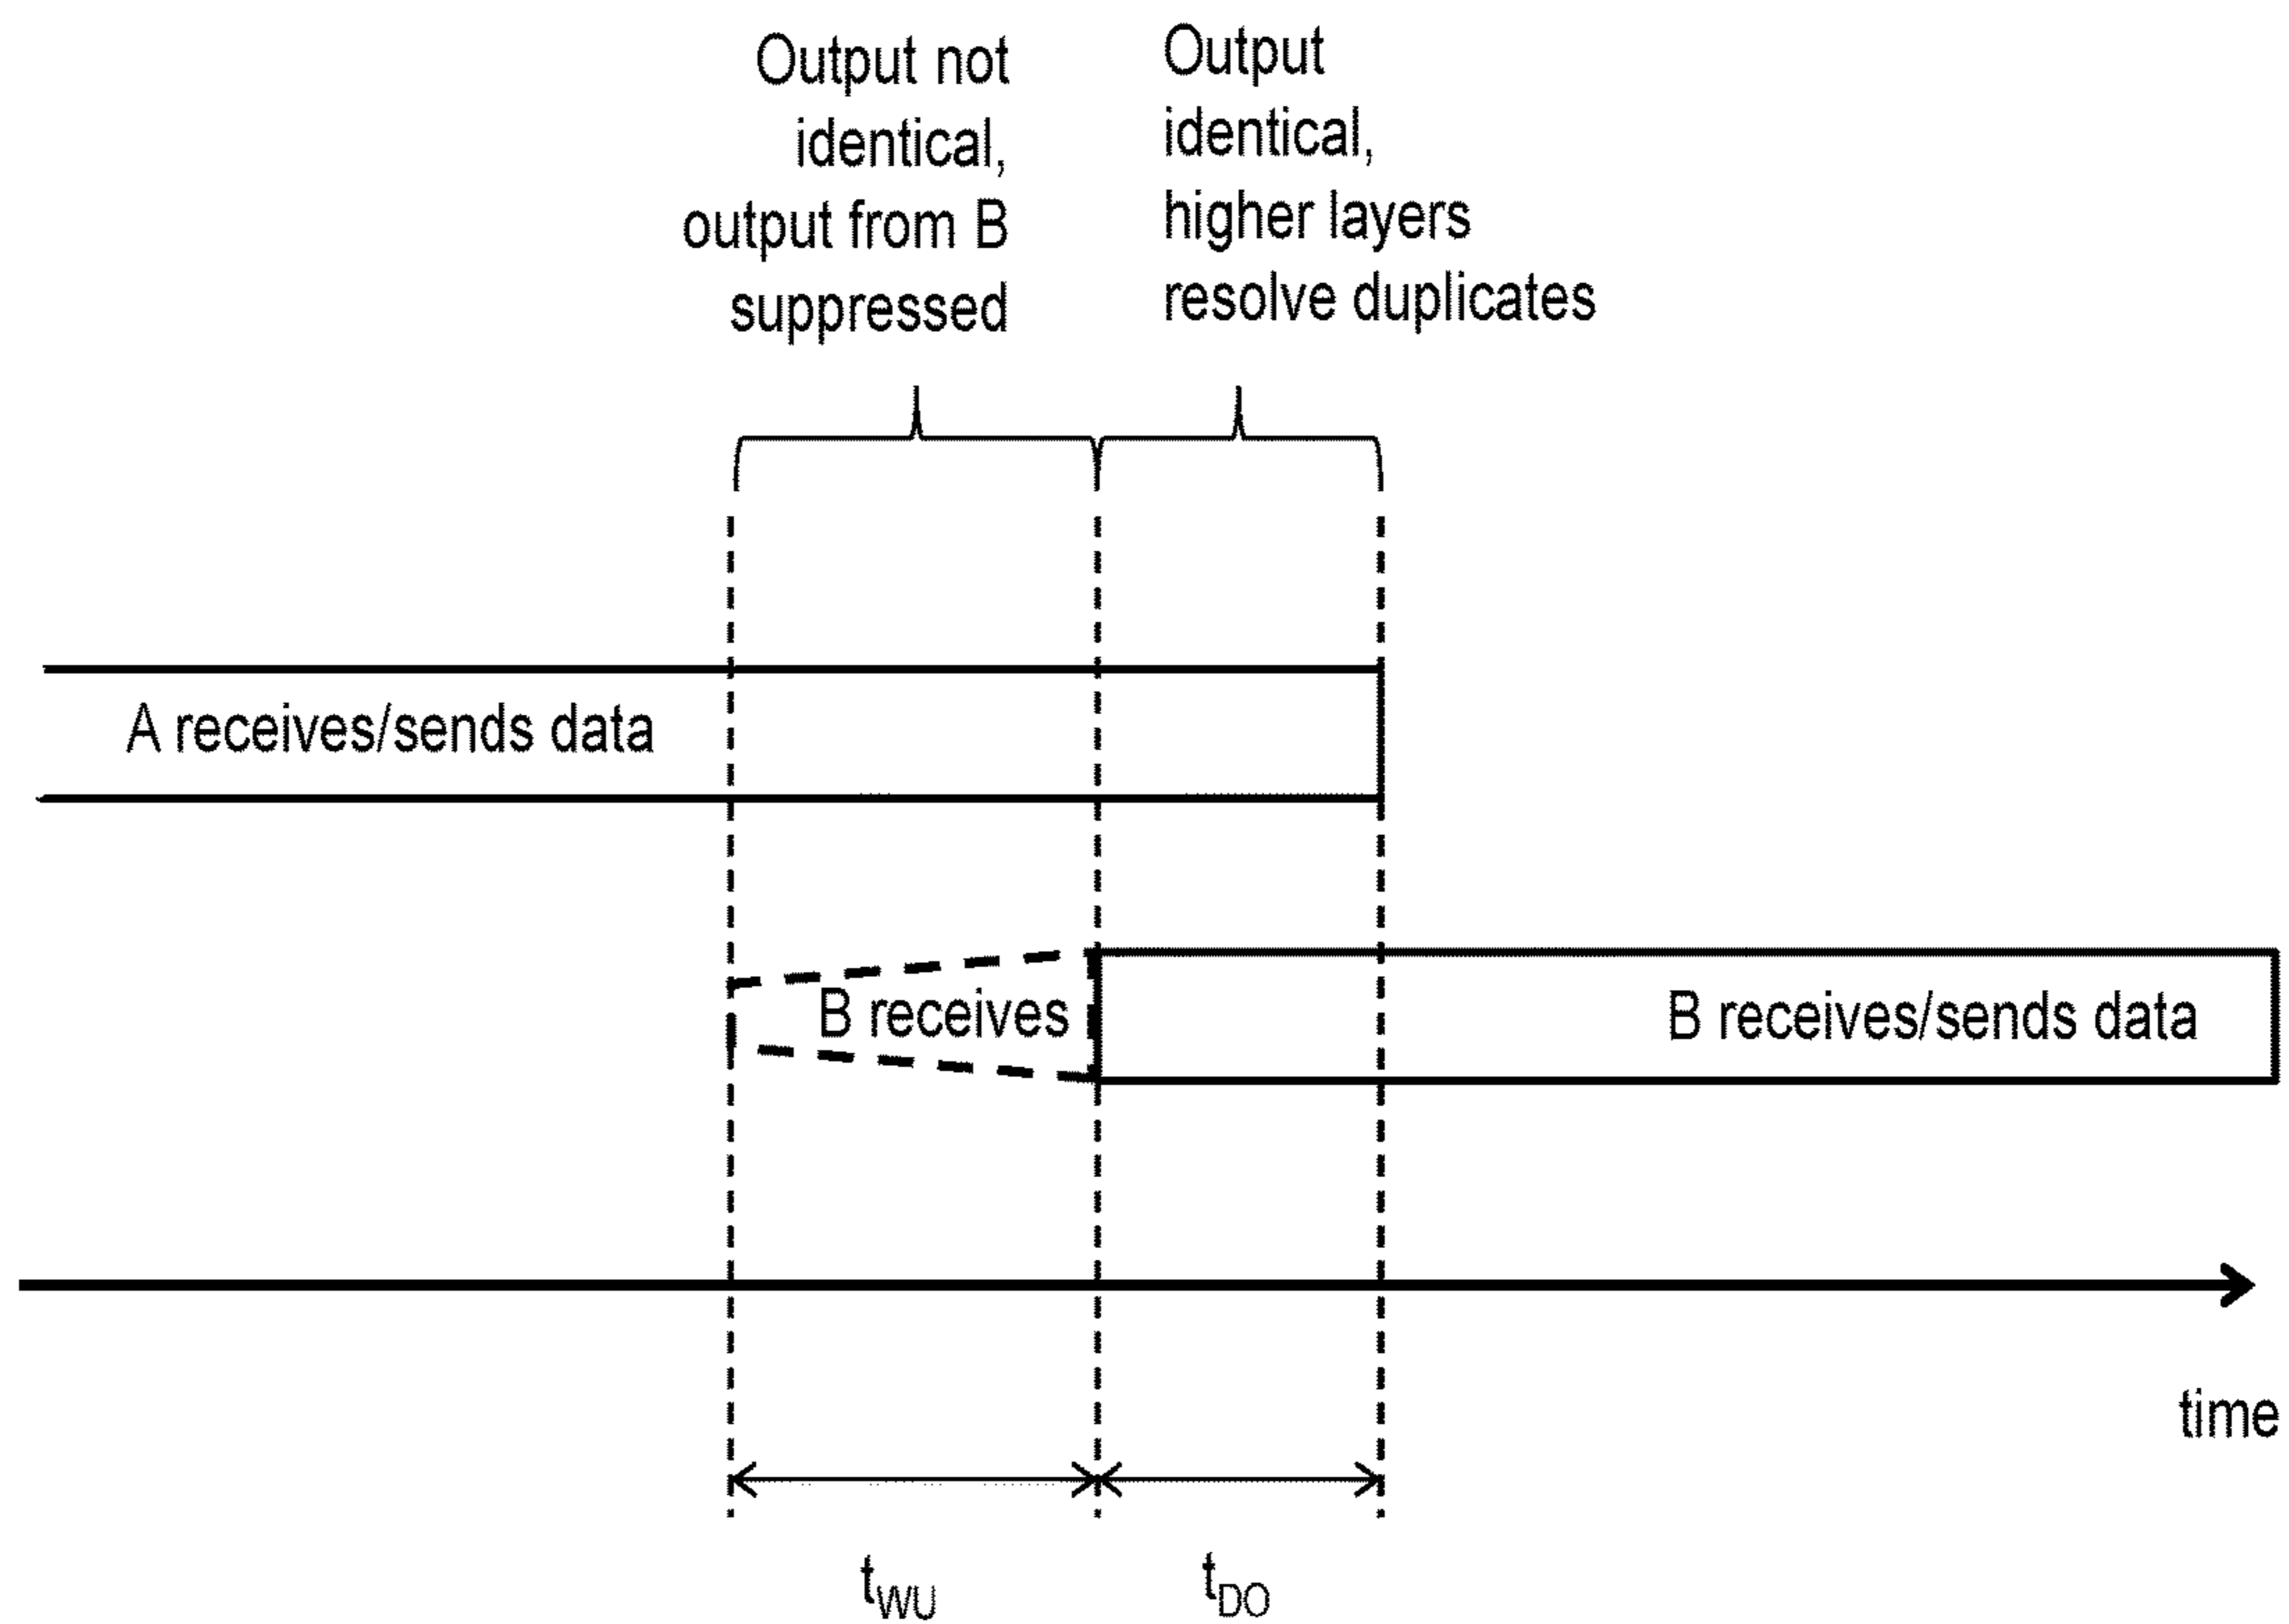 Output not
identical,
output from B
suppressed
Output
identical,
higher layers
resolve duplicates
A receives/sends data
B receives
B receives/sends data
time
tWU
tDO